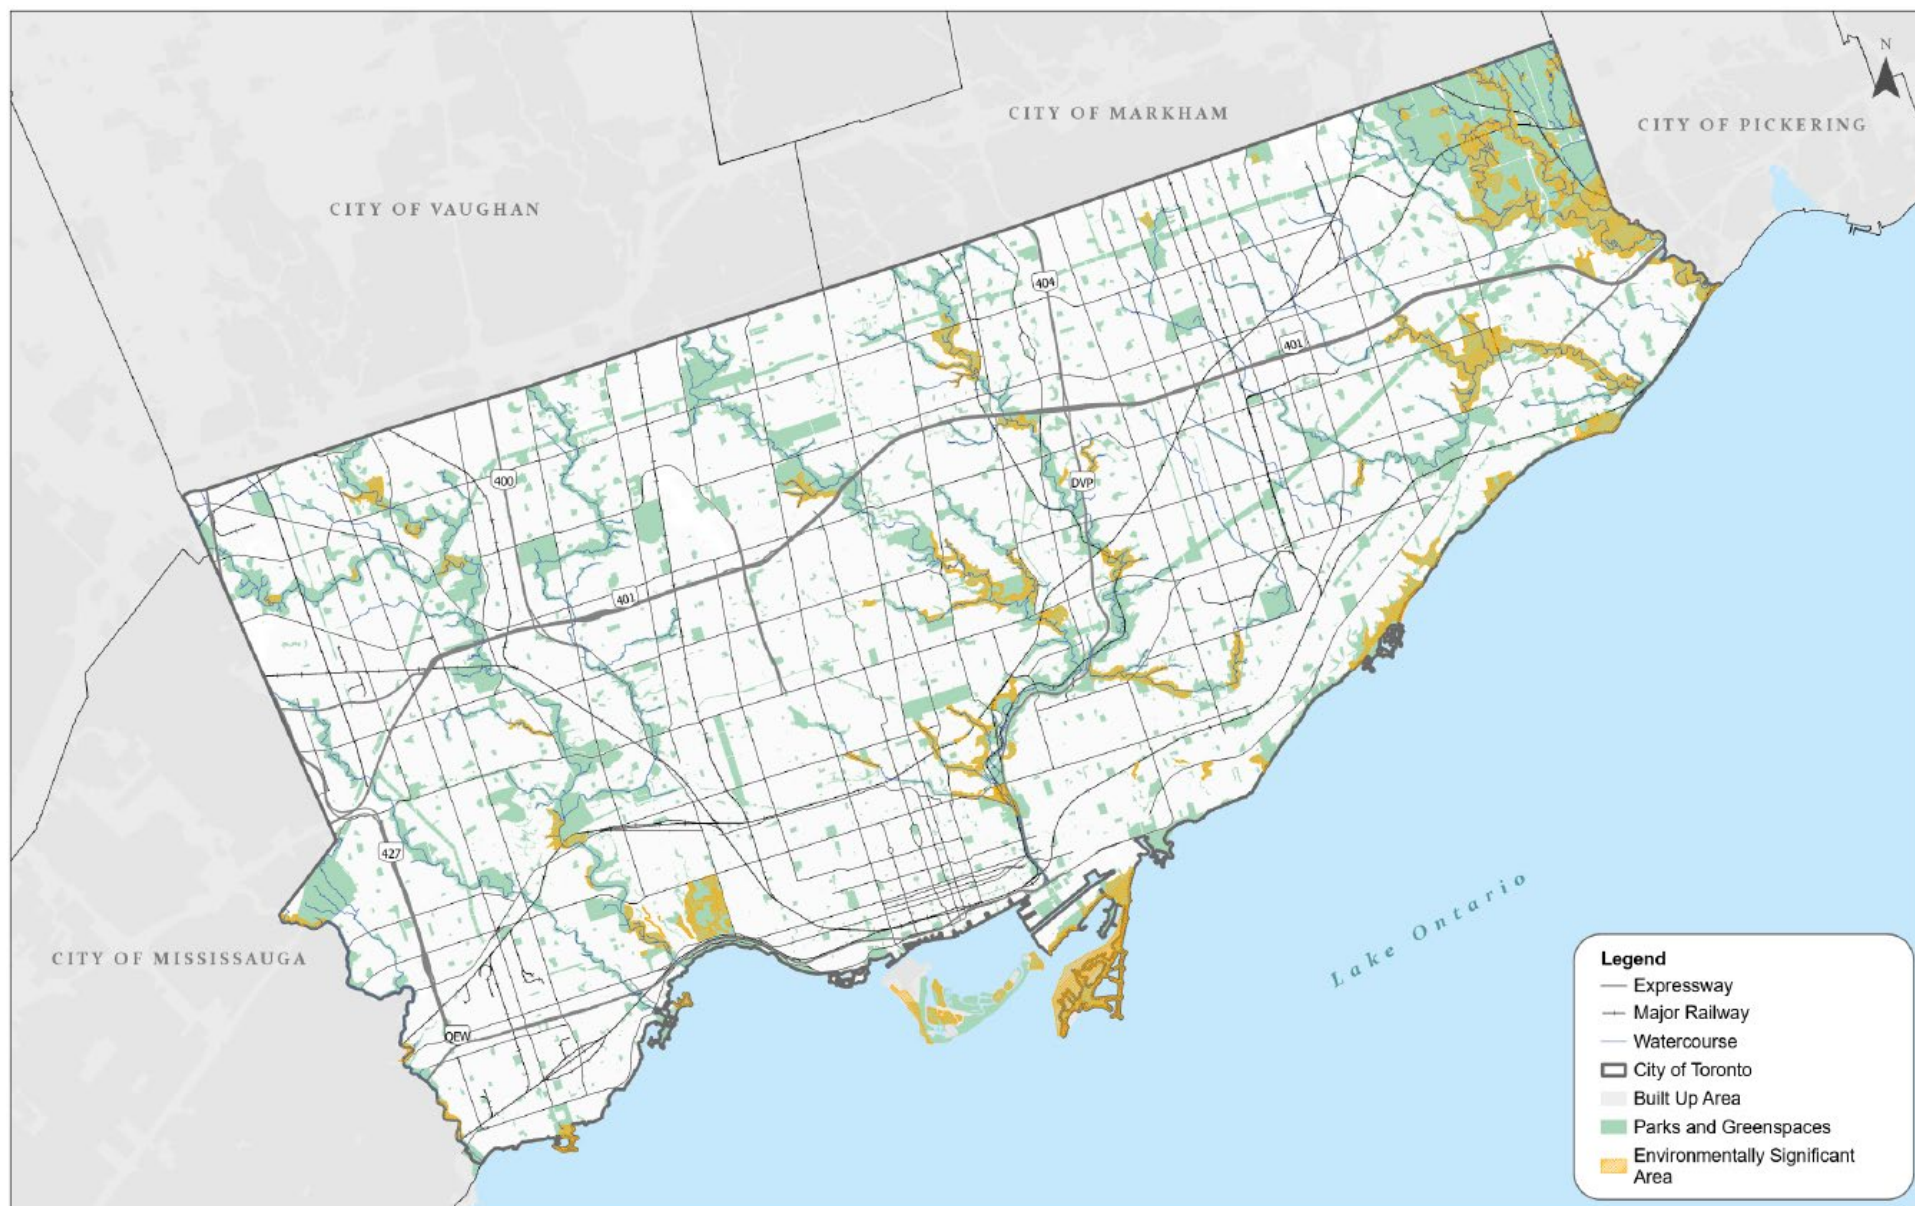 N
CITY OF MARKHAM
CITY OF PICKERING
CITY OF VAUGHAN
404
401
400
DVP
401
427
CITY OF MISSISSAUGA
QEW
Lake Ontario
Legend
Expressway
Major Railway
Watercourse
City of Toronto
Built Up Area
Parks and Greenspaces
Environmentally Significant
Area